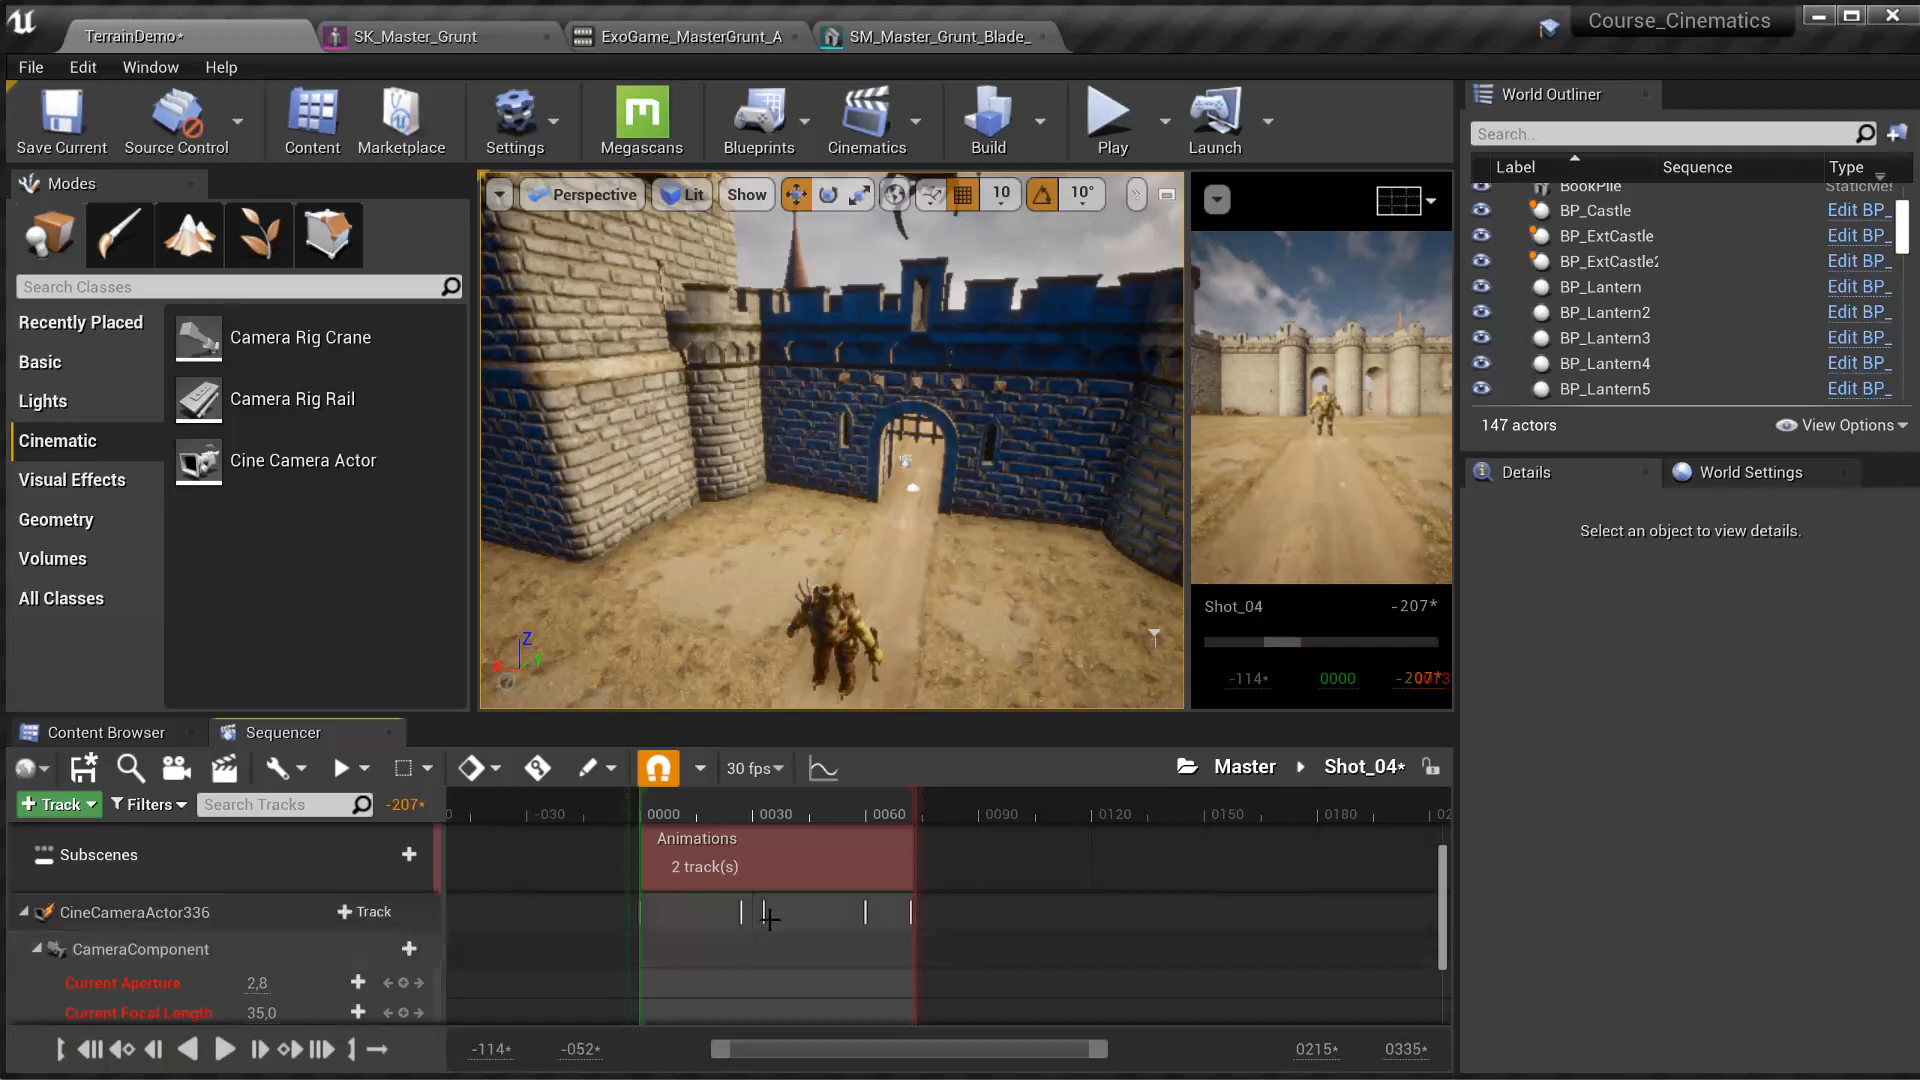 TerrainDemo*
SK_Master_Grunt
ExoGame_MasterGrunt_A
SM_Master_Grunt_Blade_
Course_Cinematics
File Edit Window Help
Save Current
Source Control
Content
Marketplace
Settings
Megascans
Blueprints
Cinematics
Build
Play
Launch
World Outliner
Search...
Label Sequence Type
BookPile StaticMes
BP_Castle Edit BP_
BP_ExtCastle Edit BP_
BP_ExtCastle2 Edit BP_
BP_Lantern Edit BP_
BP_Lantern2 Edit BP_
BP_Lantern3 Edit BP_
BP_Lantern4 Edit BP_
BP_Lantern5 Edit BP_
147 actors
View Options
Details
World Settings
Select an object to view details.
Modes
Search Classes
Recently Placed
Basic
Lights
Cinematic
Visual Effects
Geometry
Volumes
All Classes
Camera Rig Crane
Camera Rig Rail
Cine Camera Actor
Perspective
Lit
Show
10
10°
Z
X
Y
Shot_04
-207*
-114*
0000
-207*
Content Browser
Sequencer
30 fps
Master
Shot_04*
Track
Filters
Search Tracks
-207*
-030
0000
0030
0060
0090
0120
0150
0180
02
Subscenes
Animations
2 track(s)
CineCameraActor336
Track
CameraComponent
Current Aperture 2,8
Current Focal Length 35,0
-114*
-052*
0215*
0335*